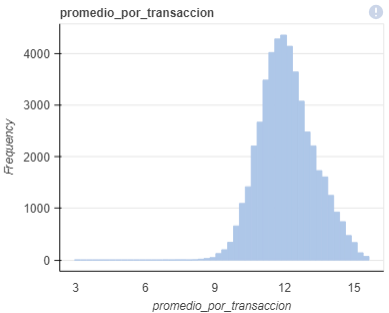 promedio_por_transaccion
!
4000
3000
2000
1000
0
Frequency
3 6 9 12 15
promedio_por_transaccion